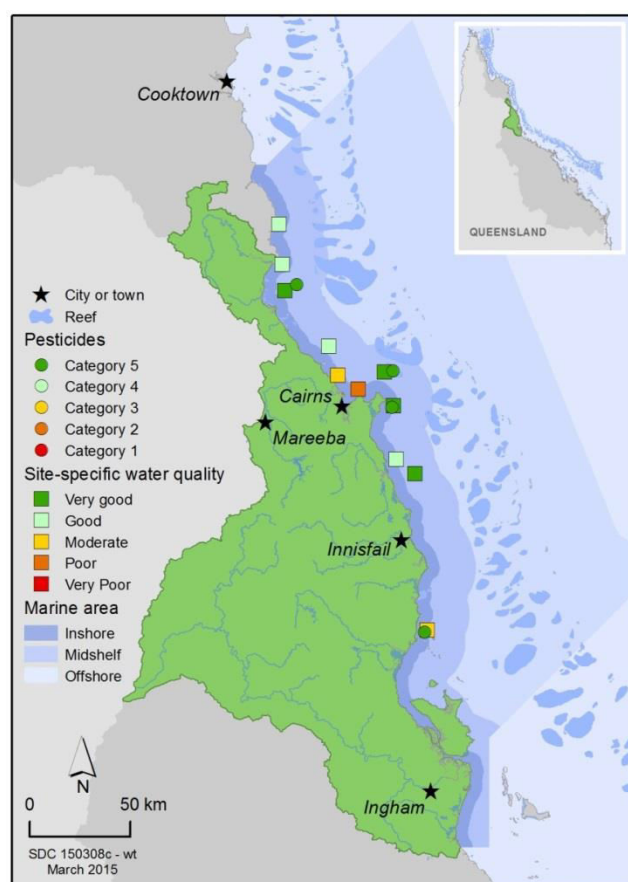 Cooktown
QUEENSLAND
City or town
Reef
Pesticides
Category 5
Category 4
Category 3
Category 2
Category 1
Site-specific water quality
Very good
Good
Moderate
Poor
Very Poor
Marine area
Inshore
Midshelf
Offshore
Cairns
Mareeba
Innisfail
Ingham
N
0 50 km
SDC 150308c - wt
March 2015